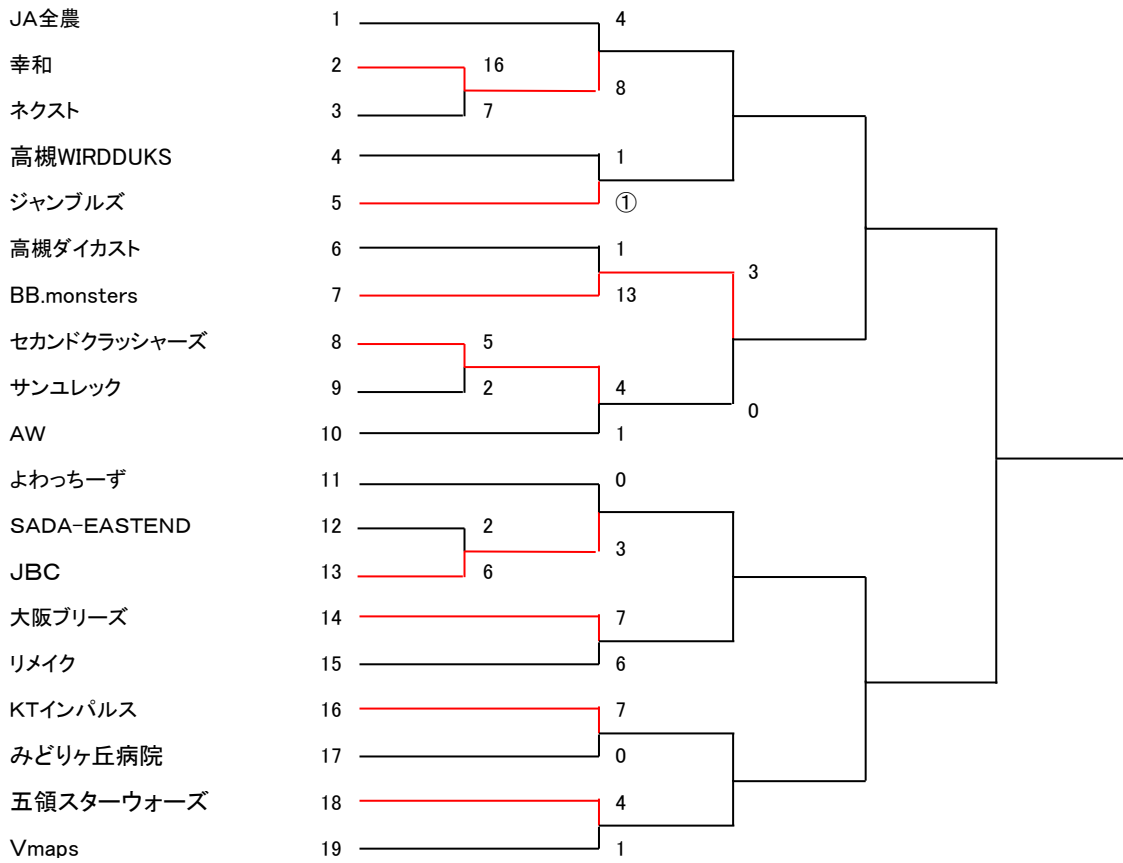 JA全農 1 4
幸和 2 16
8
ネクスト 3 7
高槻WIRDDUKS 4 1
ジャンブルズ 5 ①
高槻ダイカスト 6 1
3
BB.monsters 7 13
セカンドクラッシャーズ 8 5
サンユレック 9 2 4
0
AW 10 1
よわっちーず 11 0
SADA-EASTEND 12 2
3
JBC 13 6
大阪ブリーズ 14 7
リメイク 15 6
KTインパルス 16 7
みどりヶ丘病院 17 0
五領スターウォーズ 18 4
Vmaps 19 1